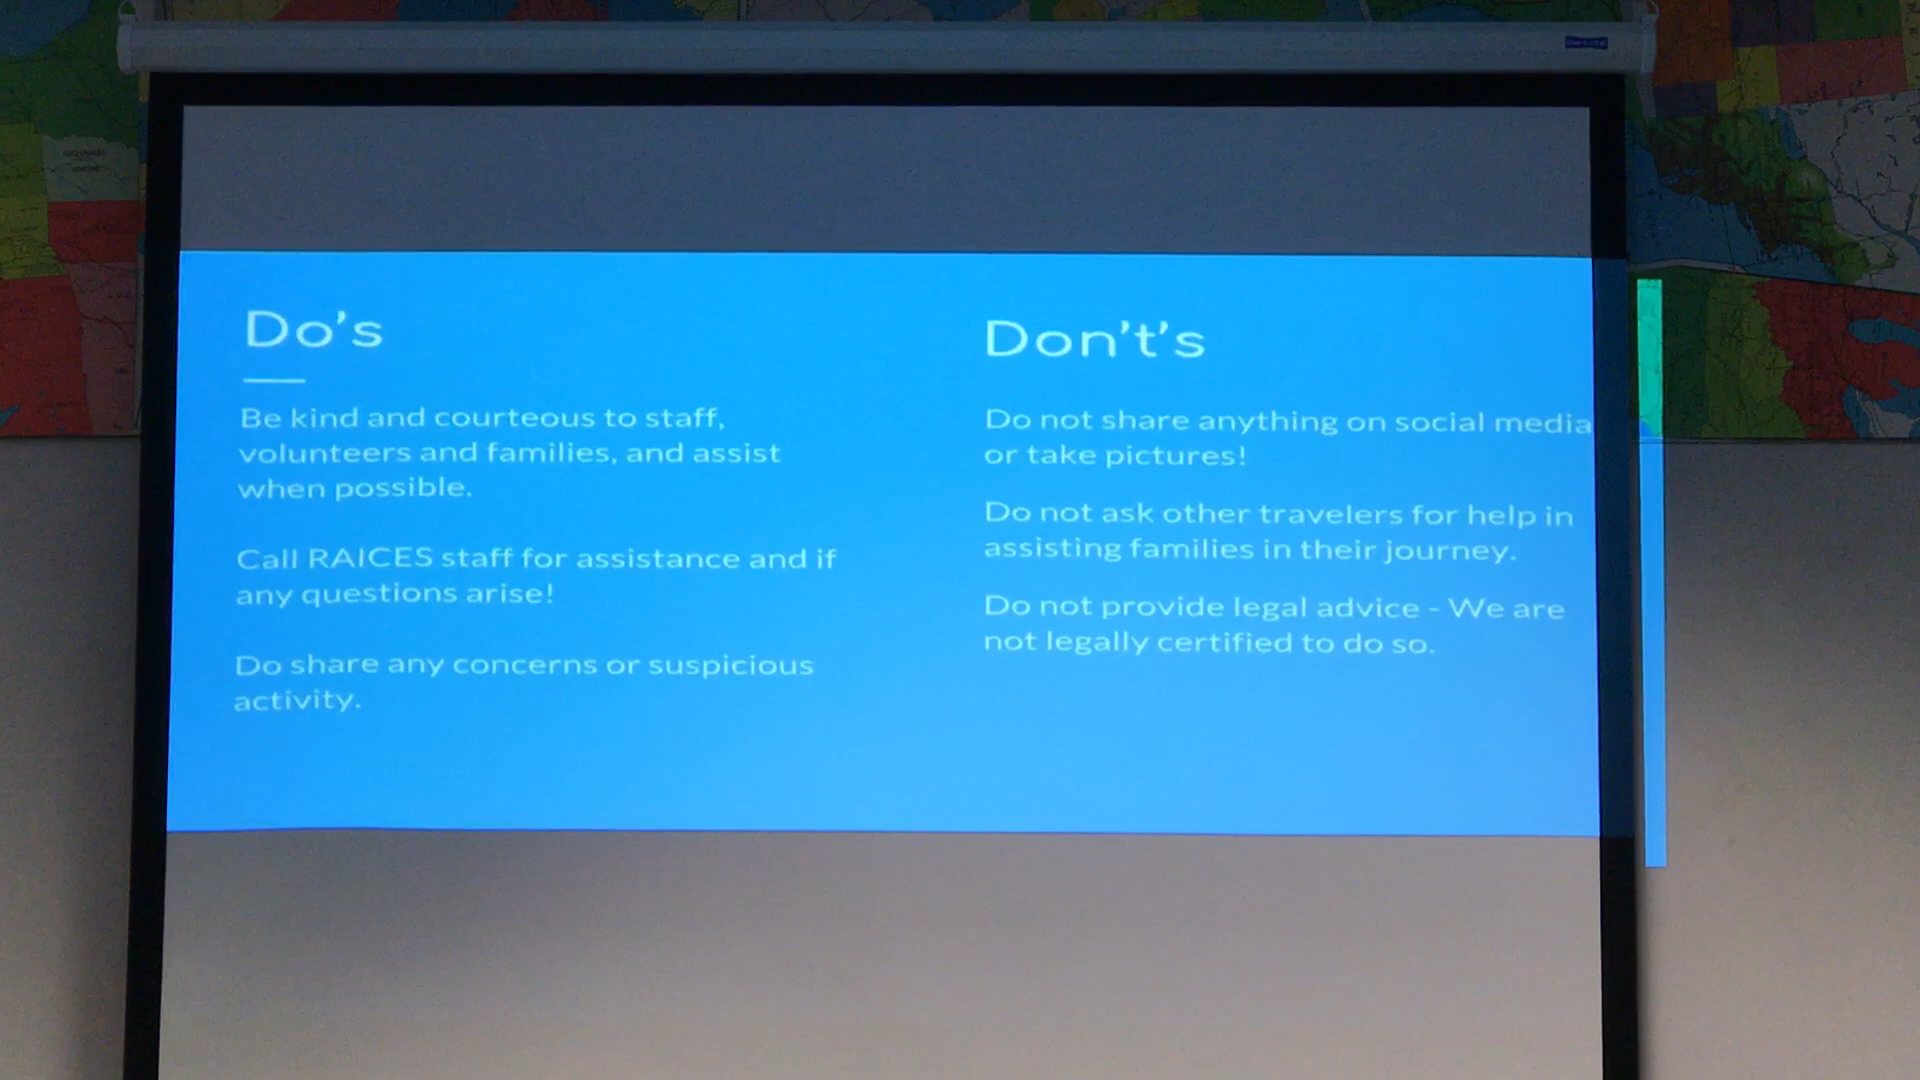 Do's
Be kind and courteous to staff,
volunteers and families, and assist
when possible.
Call RAICES staff for assistance and if
any questions arise!
Do share any concerns or suspicious
activity.
Don't's
Do not share anything on social media
or take pictures!
Do not ask other travelers for help in
assisting families in their journey.
Do not provide legal advice - We are
not legally certified to do so.